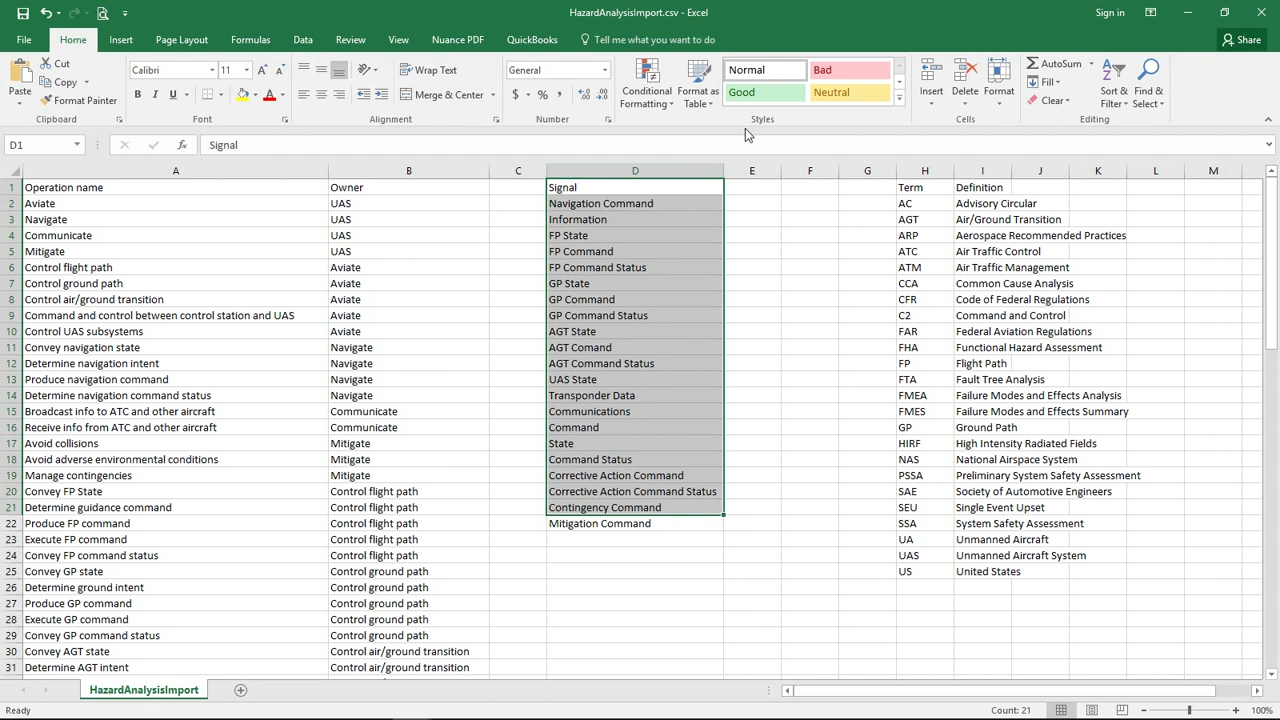 HazardAnalysisImport.csv - Excel
Sign in
File Home Insert Page Layout Formulas Data Review View Nuance PDF QuickBooks Tell me what you want to do Share
Paste
Cut
Copy
Format Painter
Clipboard
Calibri 11
B I U
Font
Wrap Text
Merge & Center
Alignment
General
$ % ,
Number
Conditional Formatting
Format as Table
Normal Bad
Good Neutral
Styles
Insert Delete Format
Cells
AutoSum
Fill
Clear
Sort & Filter
Find & Select
Editing
D1 fx Signal
A B C D E F G H I J K L M
1 Operation name Owner Signal Term Definition
2 Aviate UAS Navigation Command AC Advisory Circular
3 Navigate UAS Information AGT Air/Ground Transition
4 Communicate UAS FP State ARP Aerospace Recommended Practices
5 Mitigate UAS FP Command ATC Air Traffic Control
6 Control flight path Aviate FP Command Status ATM Air Traffic Management
7 Control ground path Aviate GP State CCA Common Cause Analysis
8 Control air/ground transition Aviate GP Command CFR Code of Federal Regulations
9 Command and control between control station and UAS Aviate GP Command Status C2 Command and Control
10 Control UAS subsystems Aviate AGT State FAR Federal Aviation Regulations
11 Convey navigation state Navigate AGT Comand FHA Functional Hazard Assessment
12 Determine navigation intent Navigate AGT Command Status FP Flight Path
13 Produce navigation command Navigate UAS State FTA Fault Tree Analysis
14 Determine navigation command status Navigate Transponder Data FMEA Failure Modes and Effects Analysis
15 Broadcast info to ATC and other aircraft Communicate Communications FMES Failure Modes and Effects Summary
16 Receive info from ATC and other aircraft Communicate Command GP Ground Path
17 Avoid collisions Mitigate State HIRF High Intensity Radiated Fields
18 Avoid adverse environmental conditions Mitigate Command Status NAS National Airspace System
19 Manage contingencies Mitigate Corrective Action Command PSSA Preliminary System Safety Assessment
20 Convey FP State Control flight path Corrective Action Command Status SAE Society of Automotive Engineers
21 Determine guidance command Control flight path Contingency Command SEU Single Event Upset
22 Produce FP command Control flight path Mitigation Command SSA System Safety Assessment
23 Execute FP command Control flight path UA Unmanned Aircraft
24 Convey FP command status Control flight path UAS Unmanned Aircraft System
25 Convey GP state Control ground path US United States
26 Determine ground intent Control ground path
27 Produce GP command Control ground path
28 Execute GP command Control ground path
29 Convey GP command status Control ground path
30 Convey AGT state Control air/ground transition
31 Determine AGT intent Control air/ground transition
HazardAnalysisImport
Ready Count: 21 100%